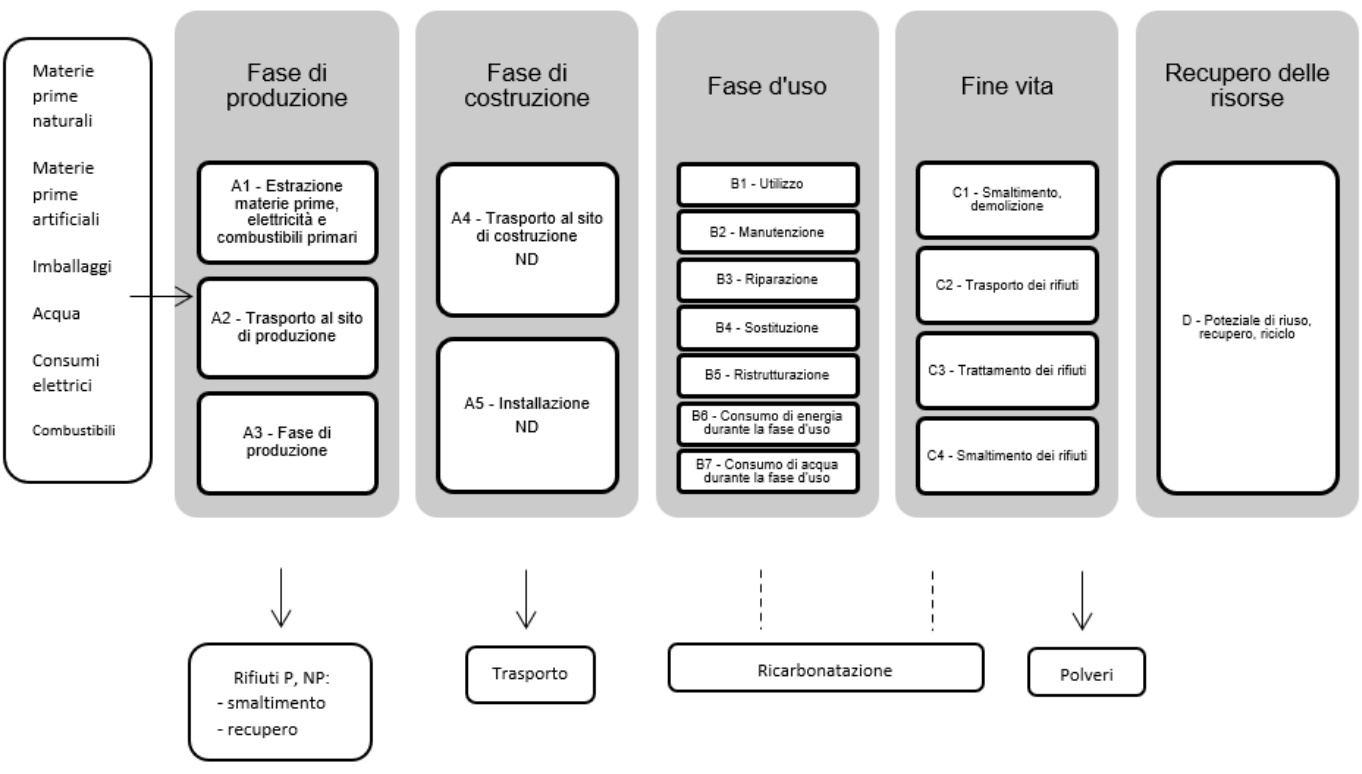 Materie
prime
naturali
Materie
prime
artificiali
Imballaggi
Acqua
Consumi
elettrici
Combustibili
Fase di
produzione
A1 - Estrazione
materie prime,
elettricità e
combustibili primari
A2 - Trasporto al sito
di produzione
A3 - Fase di
produzione
Fase di
costruzione
A4 - Trasporto al sito
di costruzione
ND
A5 - Installazione
ND
Fase d'uso
B1 - Utilizzo
B2 - Manutenzione
B3 - Riparazione
B4 - Sostituzione
B5 - Ristrutturazione
B6 - Consumo di energia
durante la fase d'uso
B7 - Consumo di acqua
durante la fase d'uso
Fine vita
C1 - Smaltimento,
demolizione
C2 - Trasporto dei rifiuti
C3 - Trattamento dei rifiuti
C4 - Smaltimento dei rifiuti
Recupero delle
risorse
D - Poteziale di riuso,
recupero, riciclo
Rifiuti P, NP:
- smaltimento
- recupero
Trasporto
Ricarbonatazione
Polveri